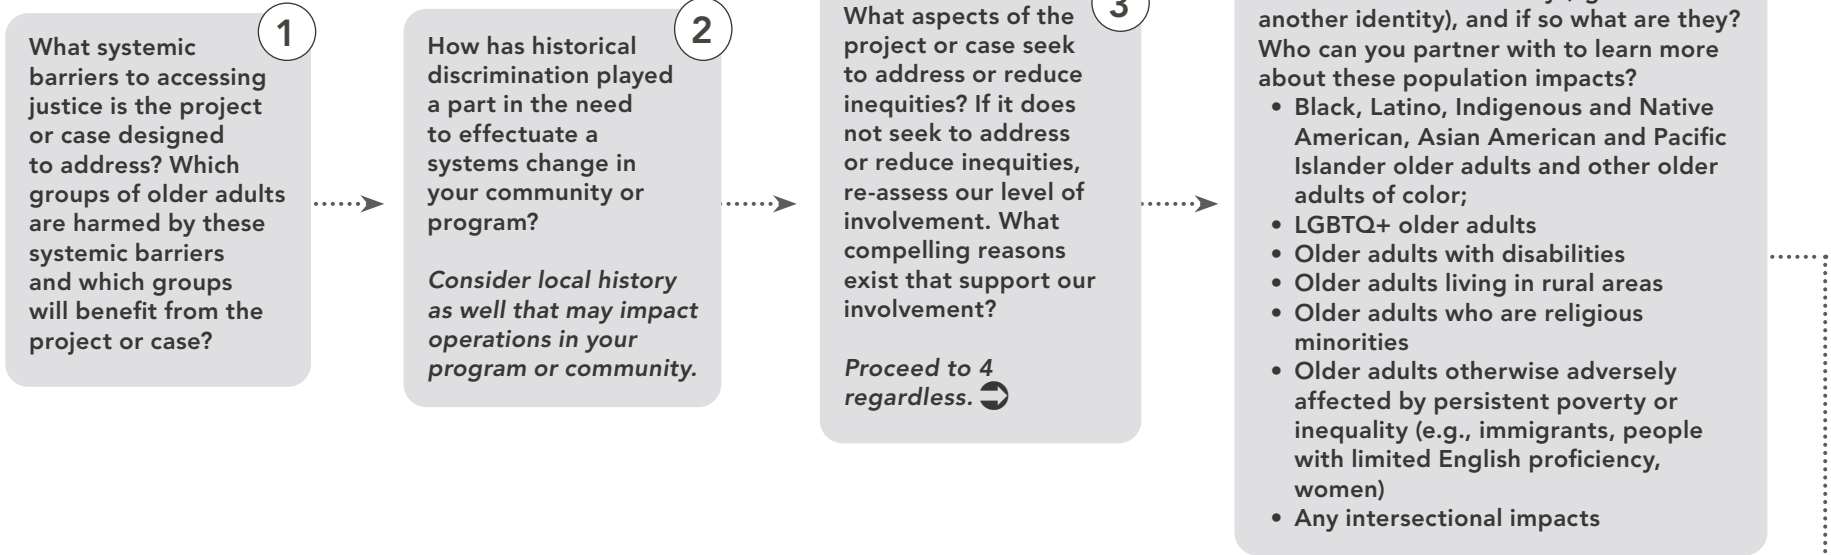 1
What systemic
barriers to accessing
justice is the project
or case designed
to address? Which
groups of older adults
are harmed by these
systemic barriers
and which groups
will benefit from the
project or case?
2
How has historical
discrimination played
a part in the need
to effectuate a
systems change in
your community or
program?
Consider local history
as well that may impact
operations in your
program or community.
3
What aspects of the
project or case seek
to address or reduce
inequities? If it does
not seek to address
or reduce inequities,
re-assess our level of
involvement. What
compelling reasons
exist that support our
involvement?
Proceed to 4
regardless.
another identity), and if so what are they?
Who can you partner with to learn more
about these population impacts?
• Black, Latino, Indigenous and Native
American, Asian American and Pacific
Islander older adults and other older
adults of color;
• LGBTQ+ older adults
• Older adults with disabilities
• Older adults living in rural areas
• Older adults who are religious
minorities
• Older adults otherwise adversely
affected by persistent poverty or
inequality (e.g., immigrants, people
with limited English proficiency,
women)
• Any intersectional impacts